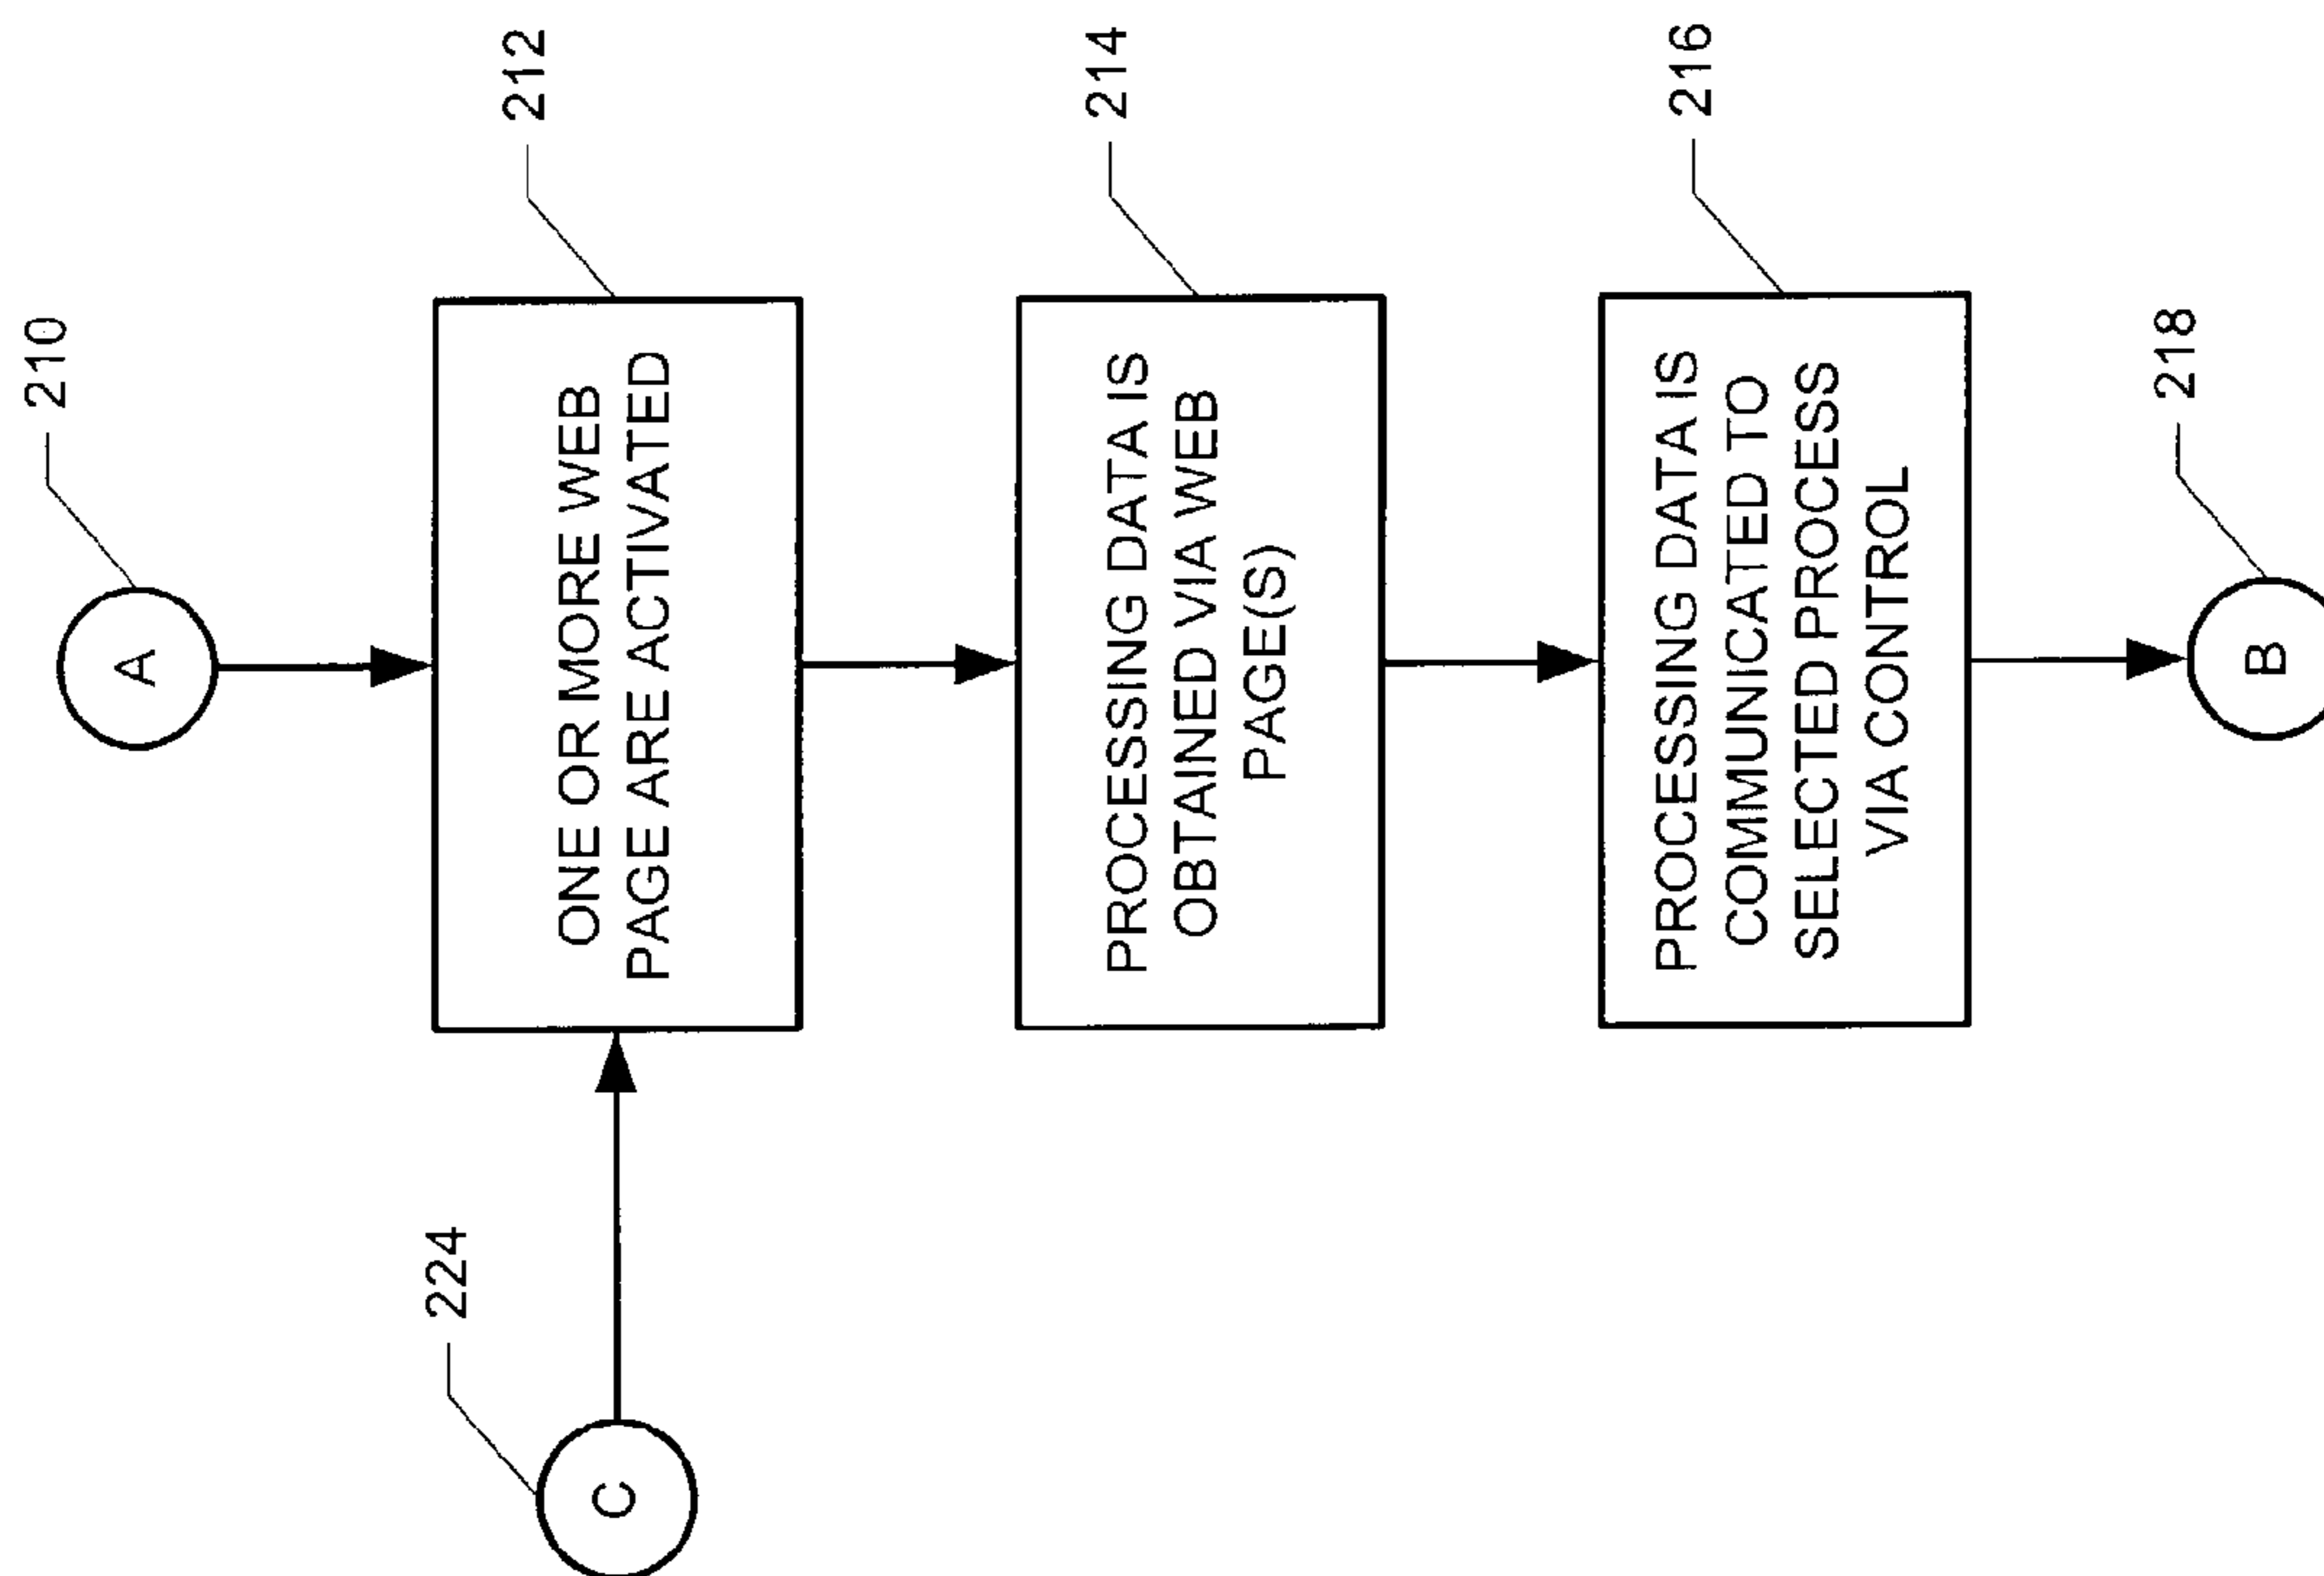 A
210
ONE OR MORE WEB
PAGE ARE ACTIVATED
212
C
224
PROCESSING DATA IS
OBTAINED VIA WEB
PAGE(S)
214
PROCESSING DATA IS
COMMUNICATED TO
SELECTED PROCESS
VIA CONTROL
216
B
218